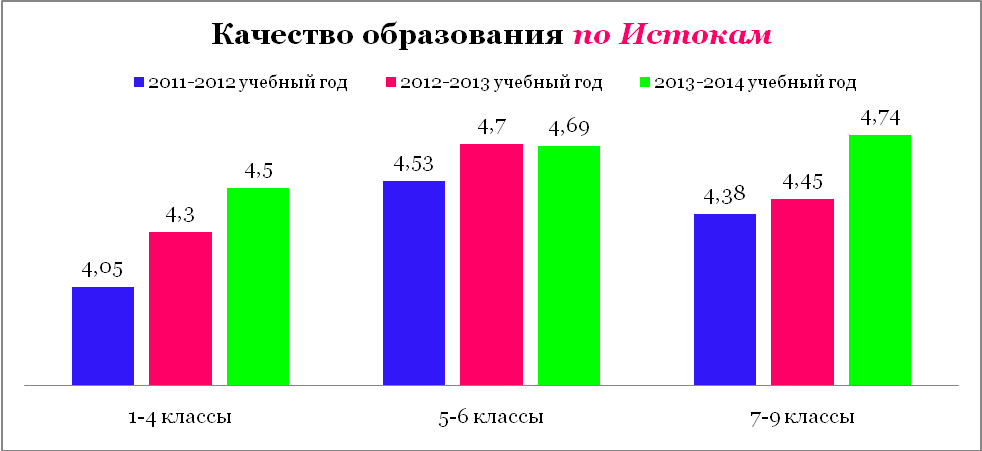 Качество образования по Истокам
2011-2012 учебный год 2012-2013 учебный год 2013-2014 учебный год
4,05 4,3 4,5 4,53 4,7 4,69 4,38 4,45 4,74
1-4 классы 5-6 классы 7-9 классы